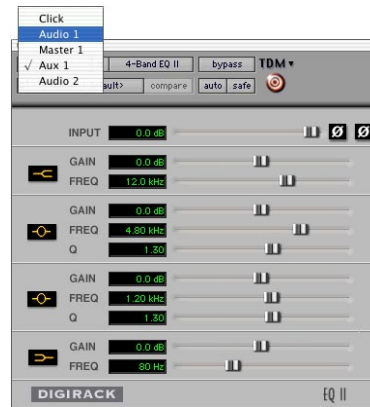 Click
Audio 1
Master 1
✓ Aux 1
Audio 2
4-Band EQ II bypass TDM
ault> compare auto safe
INPUT 0.0 dB Ø Ø
GAIN 0.0 dB
FREQ 12.0 kHz
GAIN 0.0 dB
FREQ 4.80 kHz
Q 1.30
GAIN 0.0 dB
FREQ 1.20 kHz
Q 1.30
GAIN 0.0 dB
FREQ 80 Hz
DIGIRACK EQ II